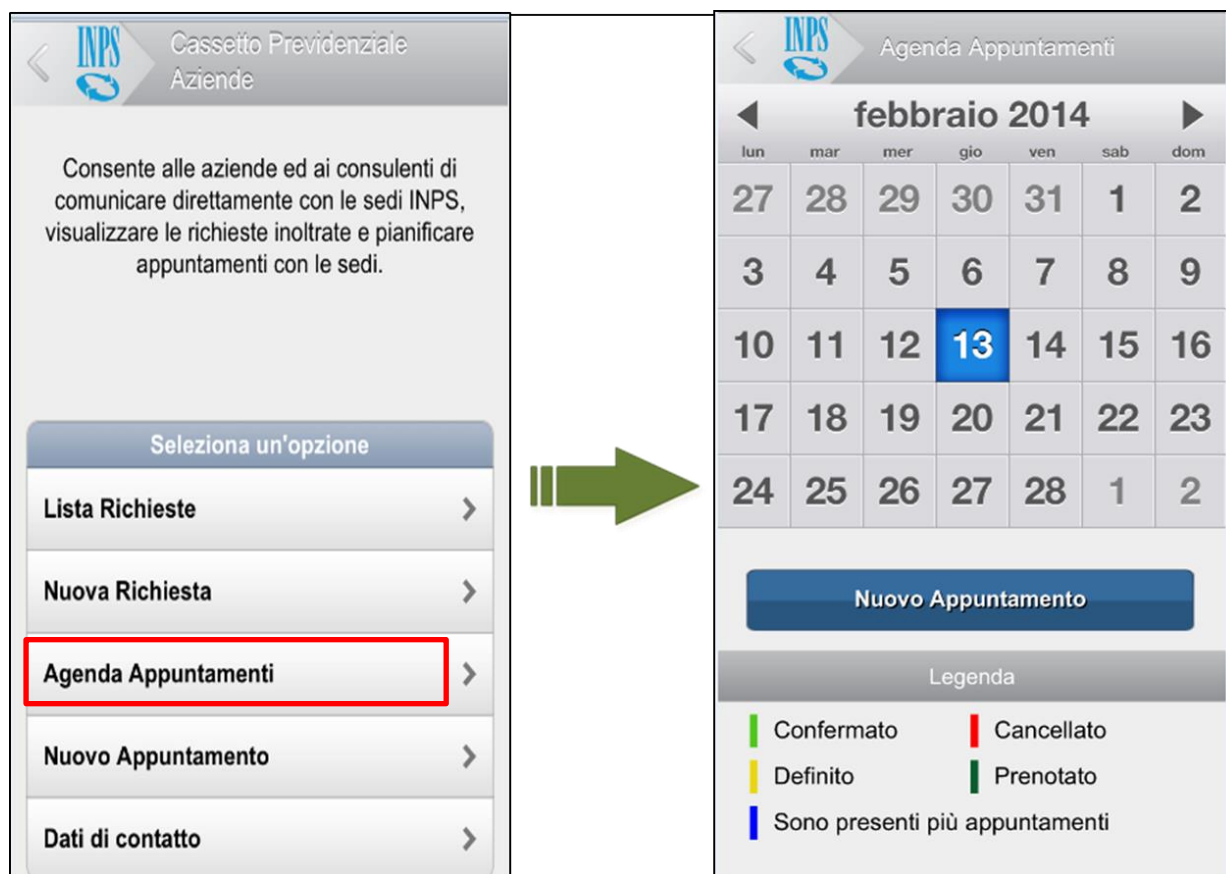 INPS
Cassetto Previdenziale
Aziende
Consente alle aziende ed ai consulenti di
comunicare direttamente con le sedi INPS,
visualizzare le richieste inoltrate e pianificare
appuntamenti con le sedi.
Seleziona un'opzione
Lista Richieste
Nuova Richiesta
Agenda Appuntamenti
Nuovo Appuntamento
Dati di contatto
INPS
Agenda Appuntamenti
febbraio 2014
lun mar mer gio ven sab dom
27 28 29 30 31 1 2
3 4 5 6 7 8 9
10 11 12 13 14 15 16
17 18 19 20 21 22 23
24 25 26 27 28 1 2
Nuovo Appuntamento
Legenda
Confermato Cancellato
Definito Prenotato
Sono presenti più appuntamenti